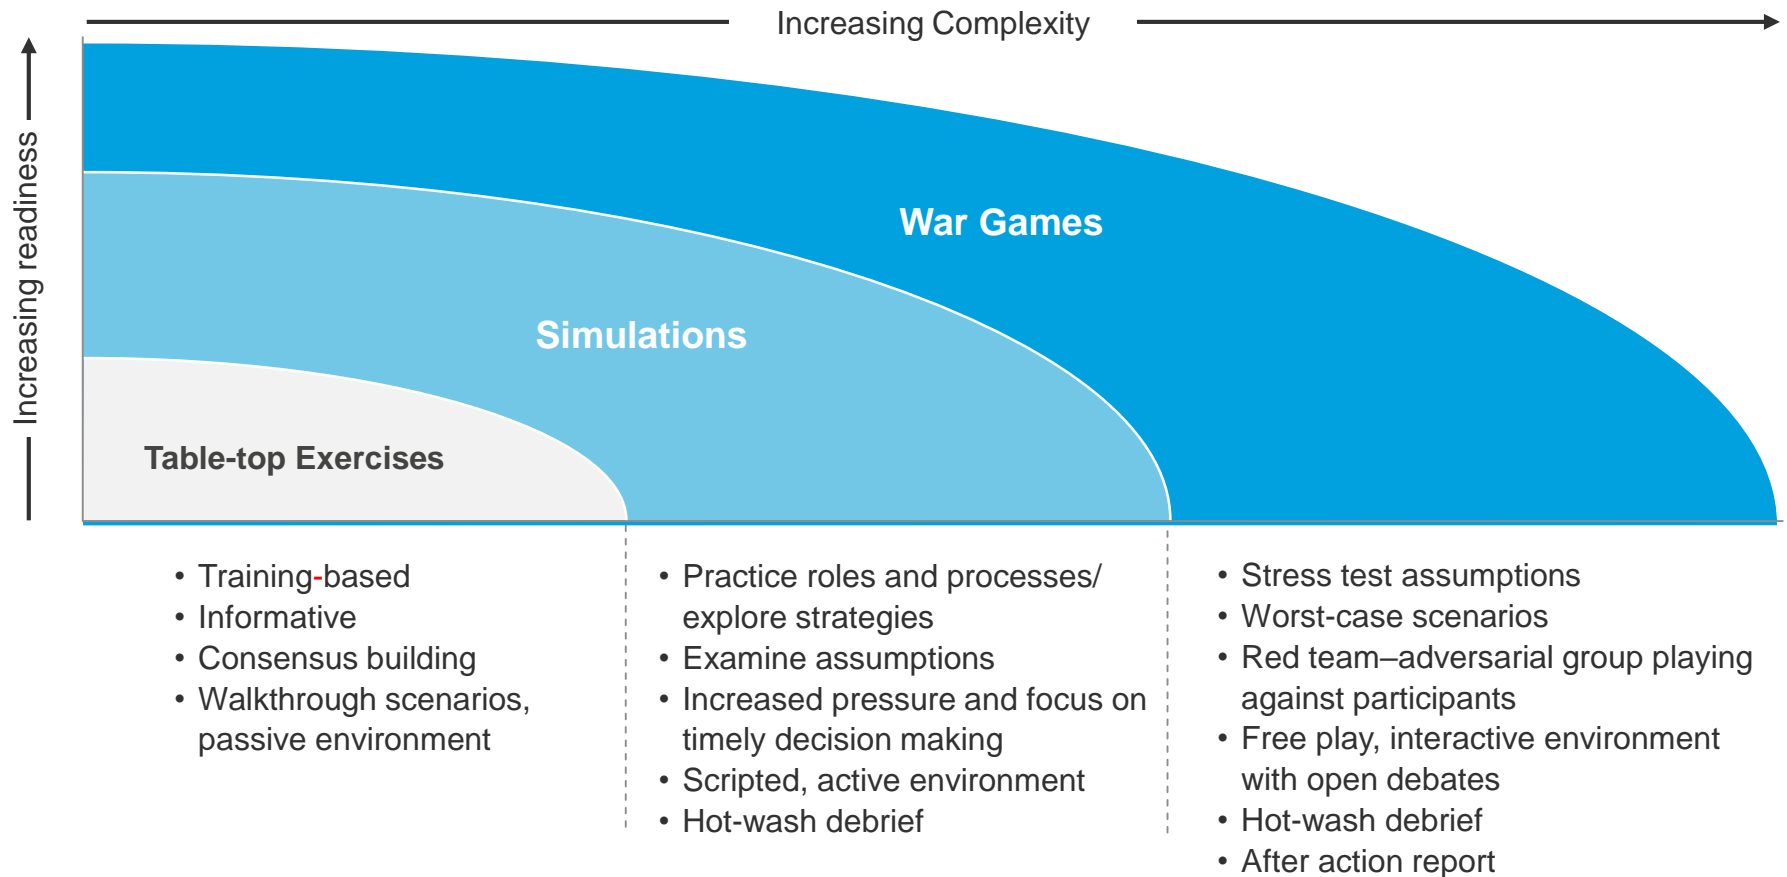 Increasing Complexity
Increasing readiness
War Games
Simulations
Table-top Exercises
• Training-based
• Informative
• Consensus building
• Walkthrough scenarios,
passive environment
• Practice roles and processes/
explore strategies
• Examine assumptions
• Increased pressure and focus on
timely decision making
• Scripted, active environment
• Hot-wash debrief
• Stress test assumptions
• Worst-case scenarios
• Red team–adversarial group playing
against participants
• Free play, interactive environment
with open debates
• Hot-wash debrief
• After action report